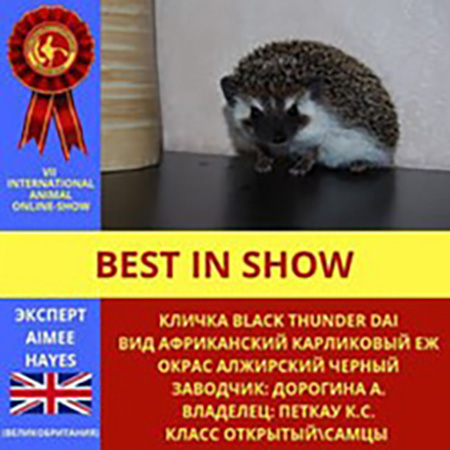 VII
INTERNATIONAL
ANIMAL
ONLINE-SHOW
BEST IN SHOW
ЭКСПЕРТ
AIMEE
HAYES
(ВЕЛИКОБРИТАНИЯ)
КЛИЧКА BLACK THUNDER DAI
ВИД АФРИКАНСКИЙ КАРЛИКОВЫЙ ЕЖ
ОКРАС АЛЖИРСКИЙ ЧЕРНЫЙ
ЗАВОДЧИК: ДОРОГИНА А.
ВЛАДЕЛЕЦ: ПЕТКАУ К.С.
КЛАСС ОТКРЫТЫЙ\САМЦЫ